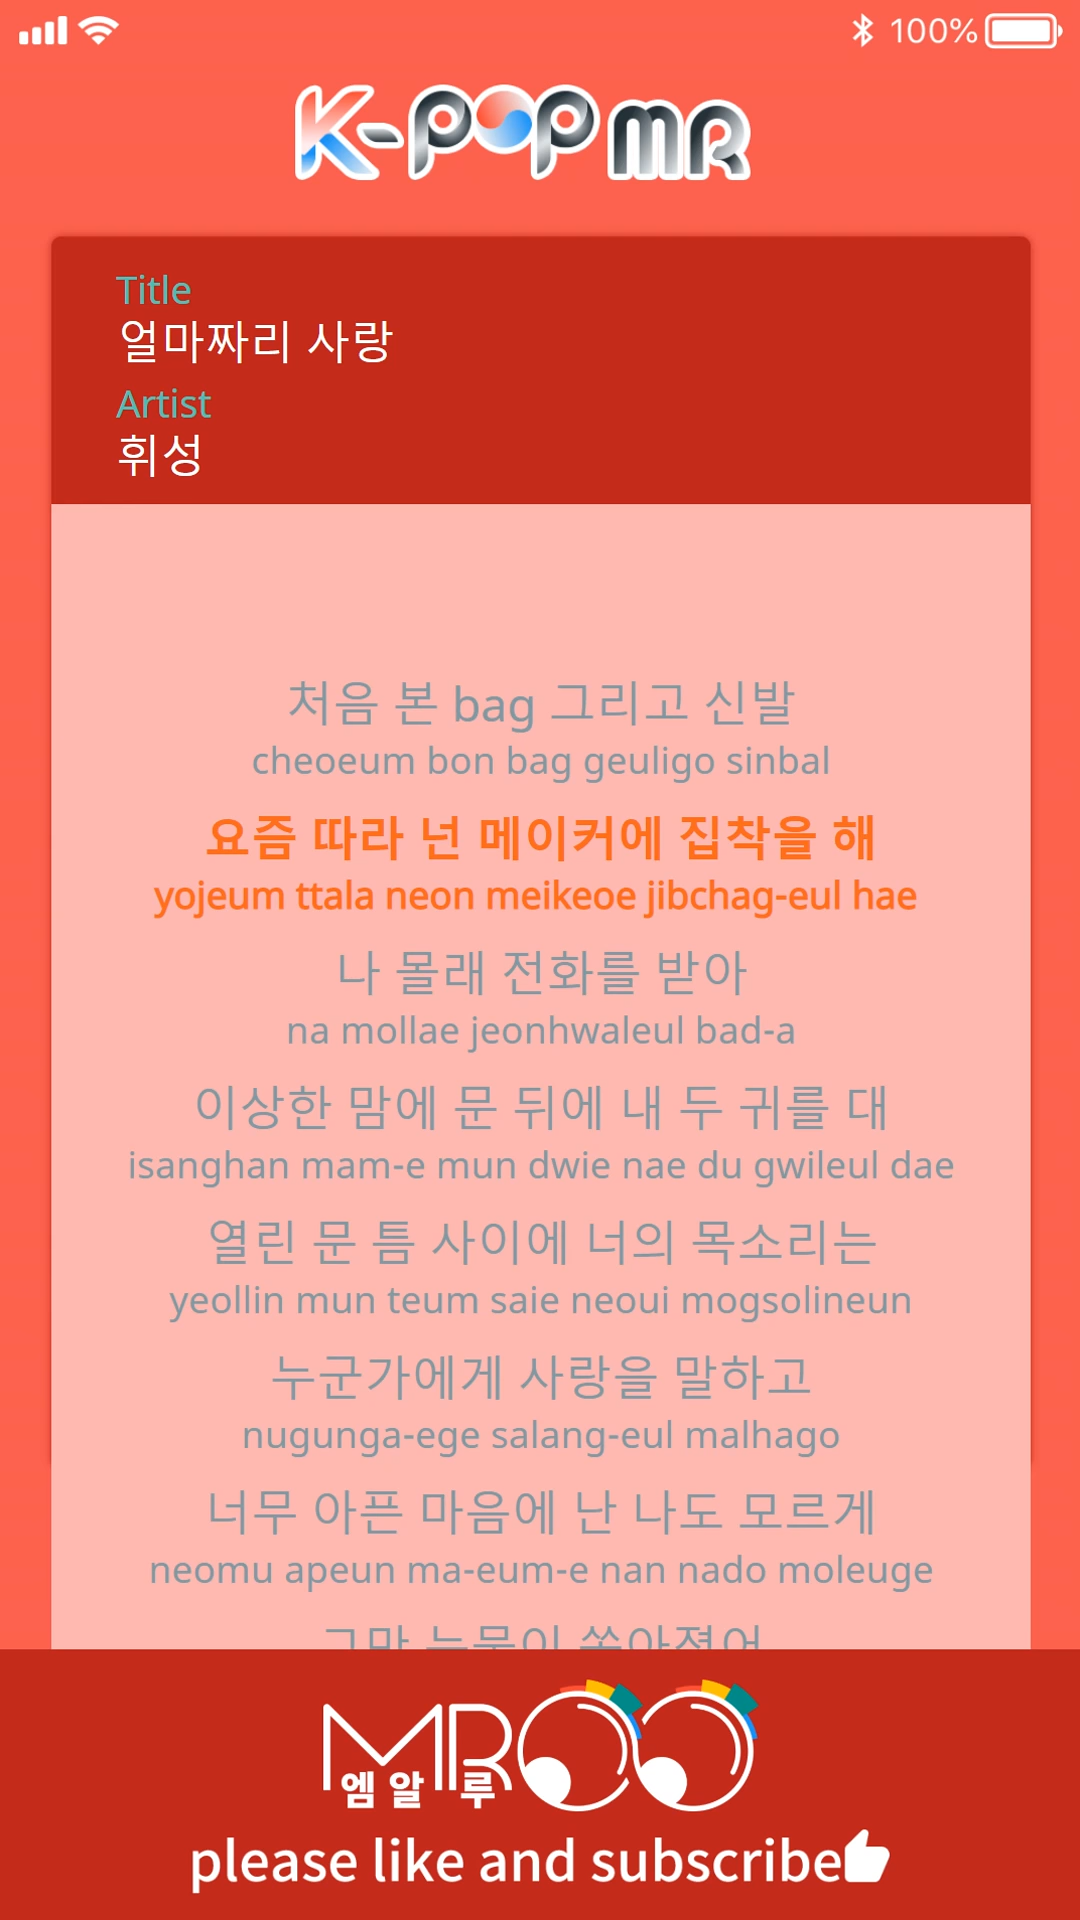 100%
K-POP MR
Title
얼마짜리 사랑
Artist
휘성
처음 본 bag 그리고 신발
cheoeum bon bag geuligo sinbal
요즘 따라 넌 메이커에 집착을 해
yojeum ttala neon meikeoe jibchag-eul hae
나 몰래 전화를 받아
na mollae jeonhwaleul bad-a
이상한 맘에 문 뒤에 내 두 귀를 대
isanghan mam-e mun dwie nae du gwileul dae
열린 문 틈 사이에 너의 목소리는
yeollin mun teum saie neoui mogsolineun
누군가에게 사랑을 말하고
nugunga-ege salang-eul malhago
너무 아픈 마음에 난 나도 모르게
neomu apeun ma-eum-e nan nado moleuge
MROO
엠알루
please like and subscribe